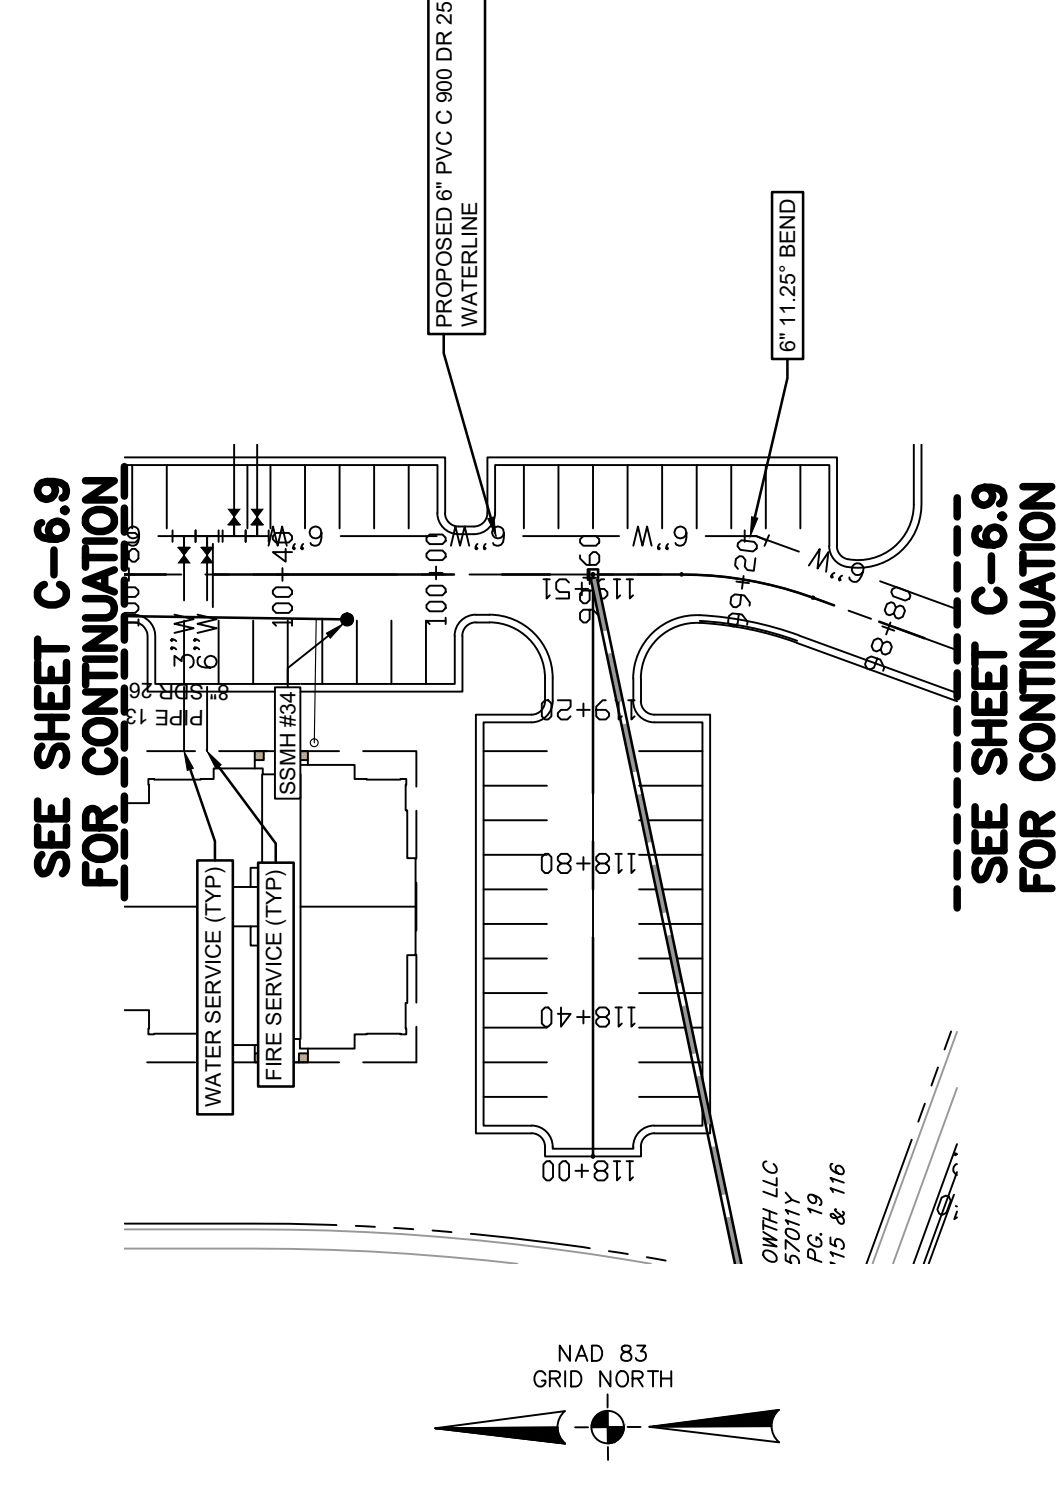 PROPOSED 6" PVC C 900 DR 25
WATERLINE
6" 11.25° BEND
SEE SHEET C-6.9
FOR CONTINUATION
SEE SHEET C-6.9
FOR CONTINUATION
6"W
6"W
6"W
6"W
100+00
99+60
119+51
99+20
98+80
3"W
6"W
8"
SDR 26
PIPE 13
SSMH #34
119+20
118+80
118+40
118+00
WATER SERVICE (TYP)
FIRE SERVICE (TYP)
OWTH LLC
57011Y
PG. 19
115 & 116
NAD 83
GRID NORTH